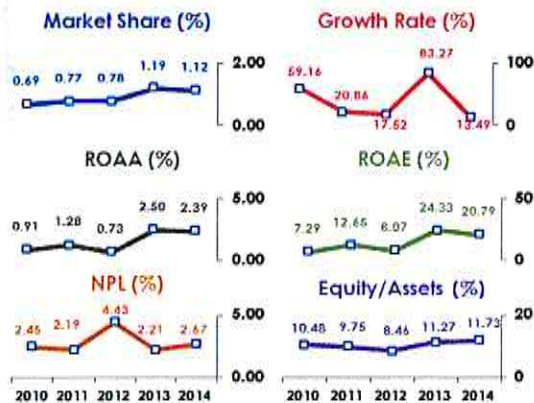 Market Share (%)
0.69 0.77 0.78 1.19 1.12
2.00
0.00
Growth Rate (%)
59.16 20.86 17.52 83.27 13.49
100
0
ROAA (%)
0.91 1.28 0.73 2.50 2.39
5.00
0.00
ROAE (%)
7.29 12.65 24.33 20.79
50
0
NPL (%)
2.19 4.43 2.21 2.67
5.00
0.00
Equity/Assets (%)
10.48 9.75 8.46 11.27 11.73
20
0
2010 2011 2012 2013 2014
2010 2011 2012 2013 2014